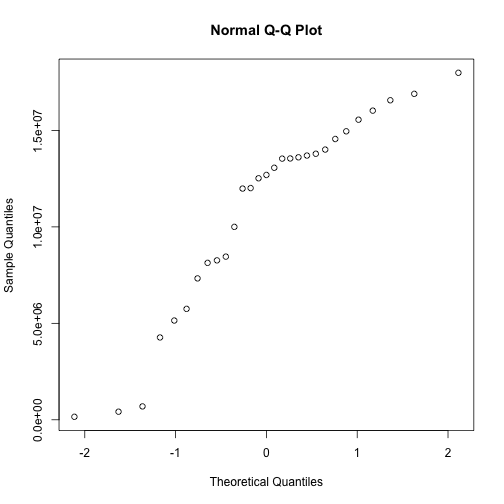 Normal Q-Q Plot
Sample Quantiles
1.5e+07
1.0e+07
5.0e+06
0.0e+00
-2 -1 0 1 2
Theoretical Quantiles